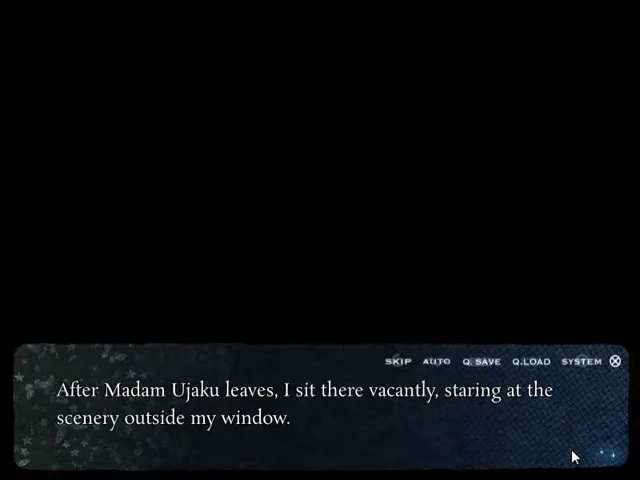 SKIP AUTO Q.SAVE Q.LOAD SYSTEM
After Madam Ujaku leaves, I sit there vacantly, staring at the
scenery outside my window.